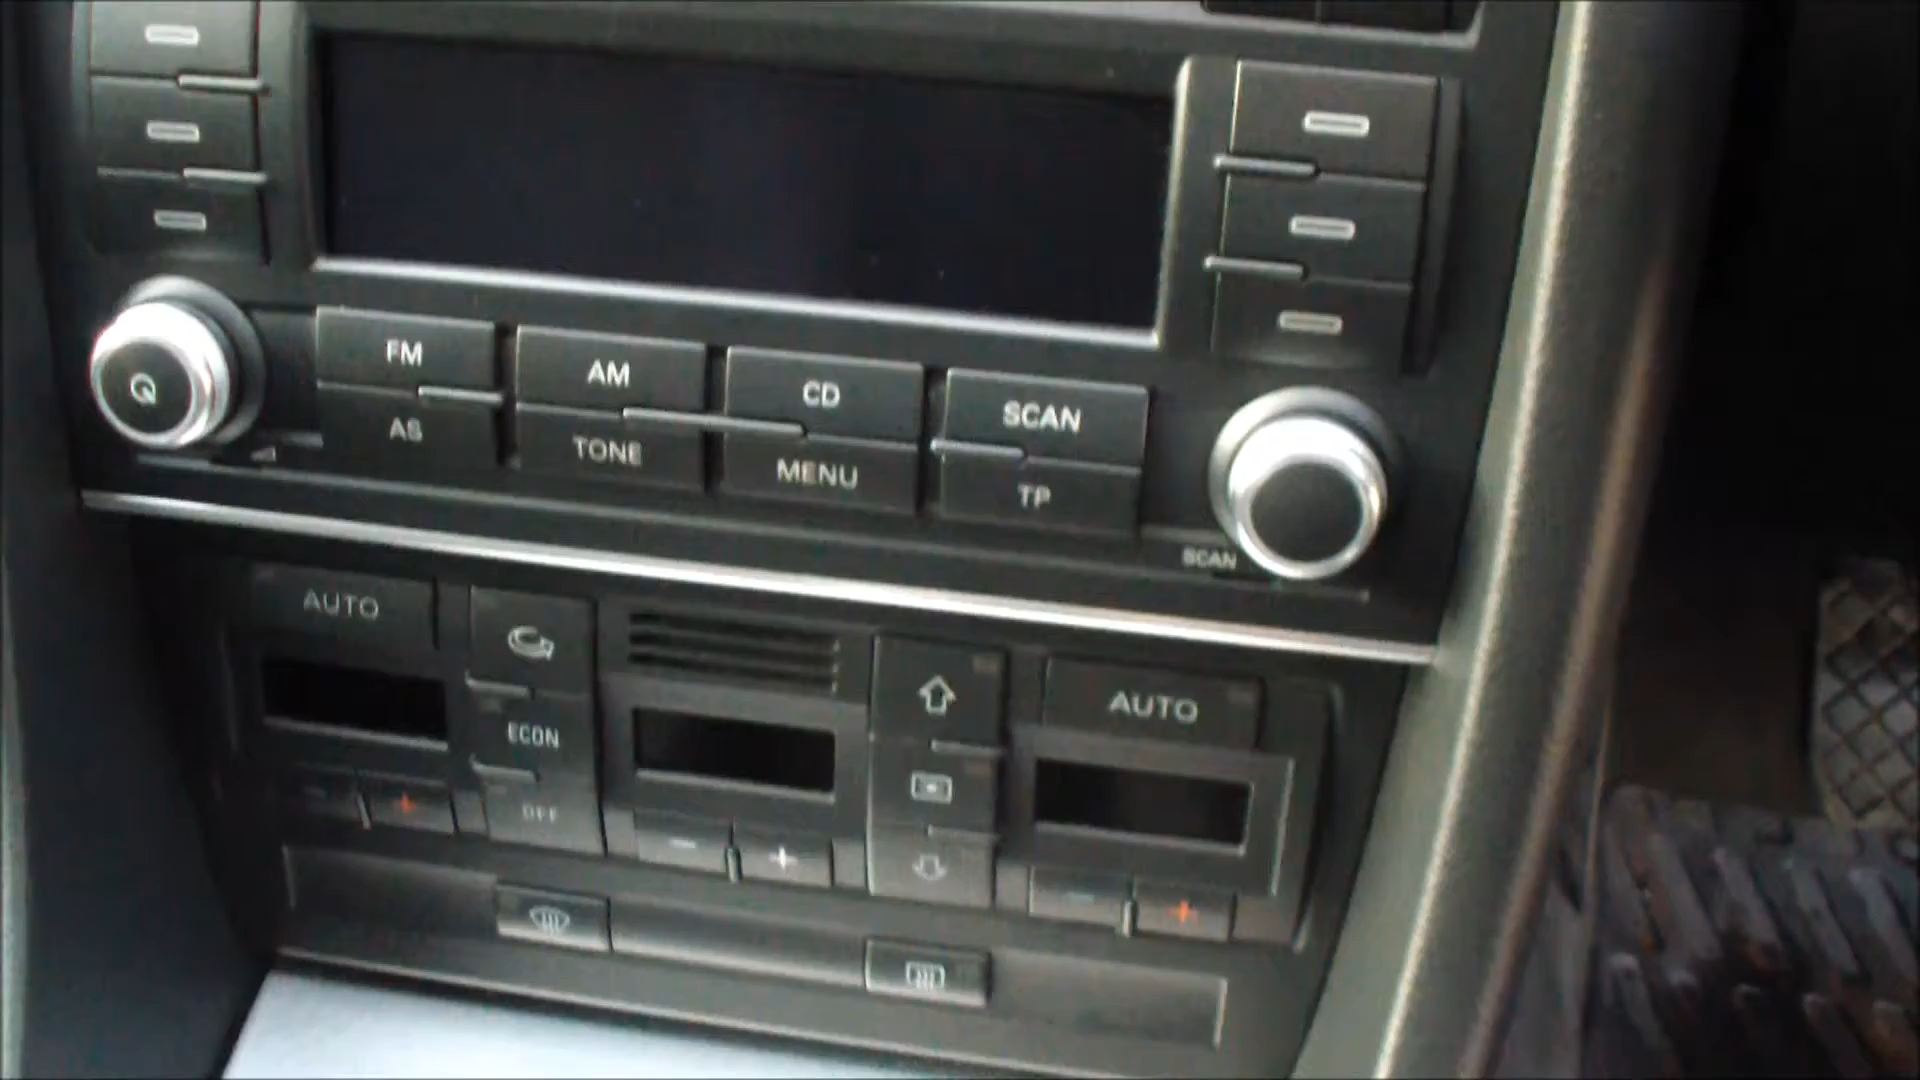 FM
AM
CD
SCAN
AS
TONE
MENU
TP
SCAN
AUTO
ECON
OFF
AUTO